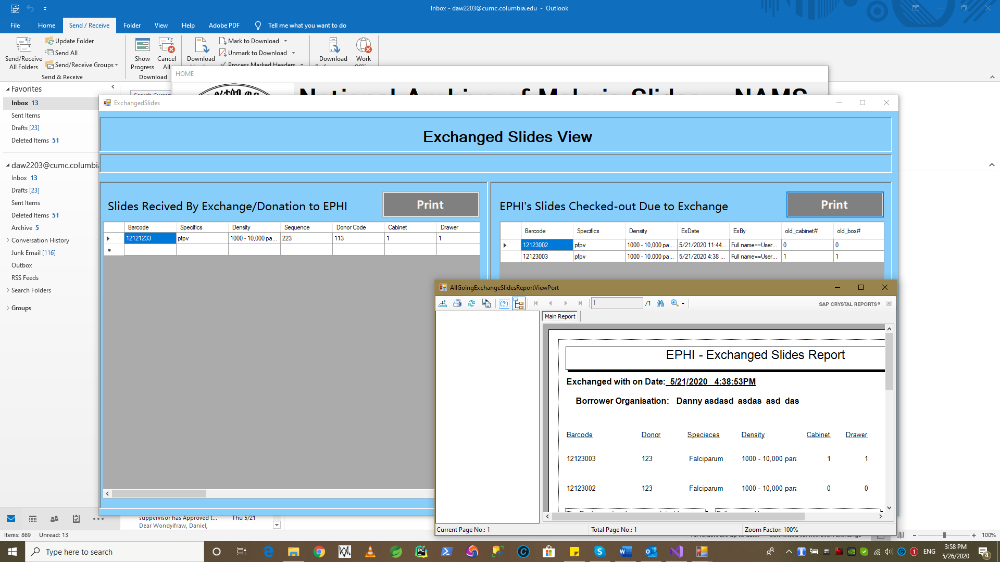 Inbox - daw2203@cumc.columbia.edu - Outlook
File Home Send / Receive Folder View Help Adobe PDF Tell me what you want to do
Send/Receive All Folders
Update Folder
Send All
Send/Receive Groups
Send & Receive
Show Progress
Cancel All
Download
Download
Mark to Download
Unmark to Download
Process Marked Headers
Download
Work
HOME
National Archive of Malaria Slides - NAMS
Favorites
Inbox 13
Sent Items
Drafts [23]
Deleted Items 51
daw2203@cumc.columbi
Inbox 13
Drafts [23]
Sent Items
Deleted Items 51
Archive 5
Conversation History
Junk Email [116]
Outbox
RSS Feeds
Search Folders
Groups
ExchangedSlides
Exchanged Slides View
Slides Recived By Exchange/Donation to EPHI
Print
Barcode Specifics Density Sequence Donor Code Cabinet Drawer
12121233 pfpv 1000 - 10,000 pa... 223 113 1 1
EPHI's Slides Checked-out Due to Exchange
Print
Barcode Specifics Density ExDate ExBy old_cabinet# old_box#
12123002 pfpv 1000 - 10,000 pa... 5/21/2020 11:44... Full name==User... 0 0
12123003 pfpv 1000 - 10,000 pa... 5/21/2020 4:38 ... Full name==User... 1 1
AllGoingExchangeSlidesReportViewPort
1 /1
SAP CRYSTAL REPORTS®
Main Report
EPHI - Exchanged Slides Report
Exchanged with on Date: 5/21/2020 4:38:53PM
Borrower Organisation: Danny asdasd asdas asd das
Barcode Donor Specieces Density Cabinet Drawer
12123003 123 Falciparum 1000 - 10,000 para 1 1
12123002 123 Falciparum 1000 - 10,000 para 0 0
Current Page No.: 1 Total Page No.: 1 Zoom Factor: 100%
suppervisor has Approved t... Thu 5/21
Dear Wondyifraw, Daniel,
Items: 869 Unread: 13
100%
Type here to search
ENG
3:58 PM
5/26/2020
4